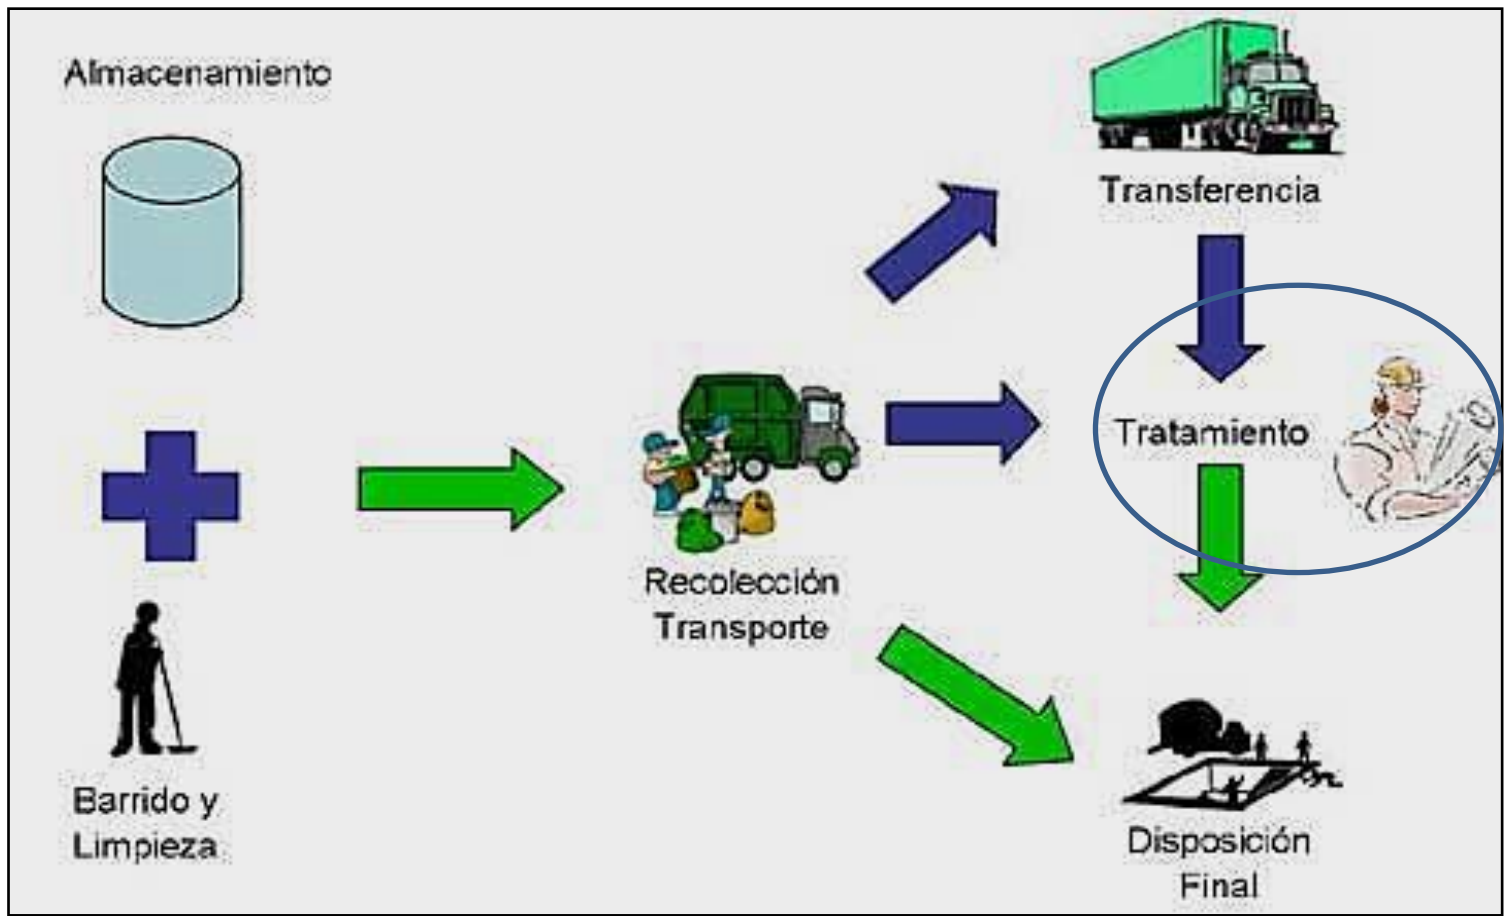 Almacenamiento
Transferencia
Tratamiento
Recolección
Transporte
Barrido y
Limpieza
Disposición
Final